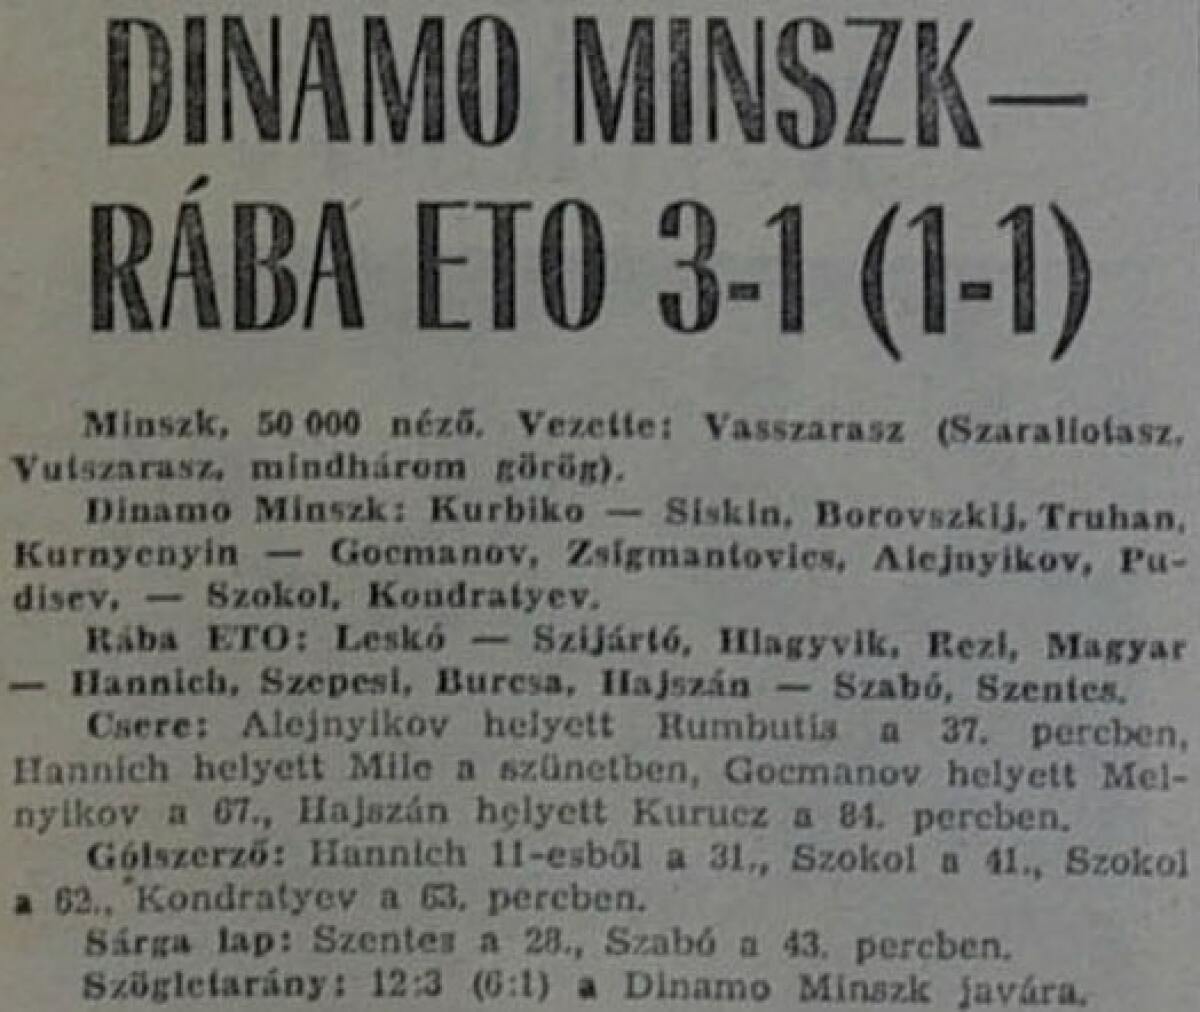 DINAMO MINSZK—
RÁBA ETO 3-1 (1-1)
Minszk, 50 000 néző. Vezette: Vasszarasz (Szaraliotasz,
Vutszarasz, mindhárom görög).
Dinamo Minszk: Kurbiko — Siskin, Borovszkij, Truhan,
Kurnyenyin — Gocmanov, Zsigmantovics, Alejnyikov, Pu-
disev, — Szokol, Kondratyev.
Rába ETO: Leskó — Szijártó, Hlagyvik, Rezi, Magyar
— Hannich, Szepesi, Burcsa, Hajszán — Szabó, Szentes.
Csere: Alejnyikov helyett Rumbutis a 37. percben,
Hannich helyett Mile a szünetben, Gocmanov helyett Mel-
nyikov a 67., Hajszán helyett Kurucz a 84. percben.
Gólszerző: Hannich 11-esből a 31., Szokol a 41., Szokol
a 62., Kondratyev a 63. percben.
Sárga lap: Szentes a 28., Szabó a 43. percben.
Szögletarány: 12:3 (6:1) a Dinamo Minszk javára.